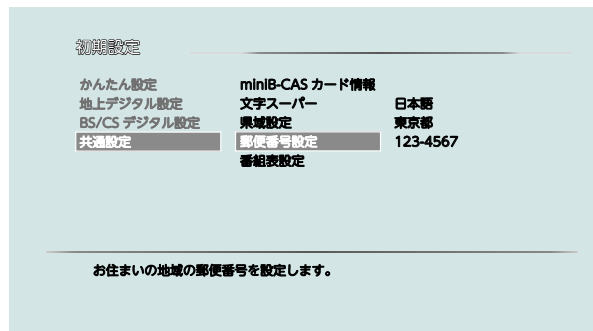 初期設定
かんたん設定 miniB-CAS カード情報
地上デジタル設定 文字スーパー 日本語
BS/CS デジタル設定 県域設定 東京都
共通設定 郵便番号設定 123-4567
番組表設定
お住まいの地域の郵便番号を設定します。